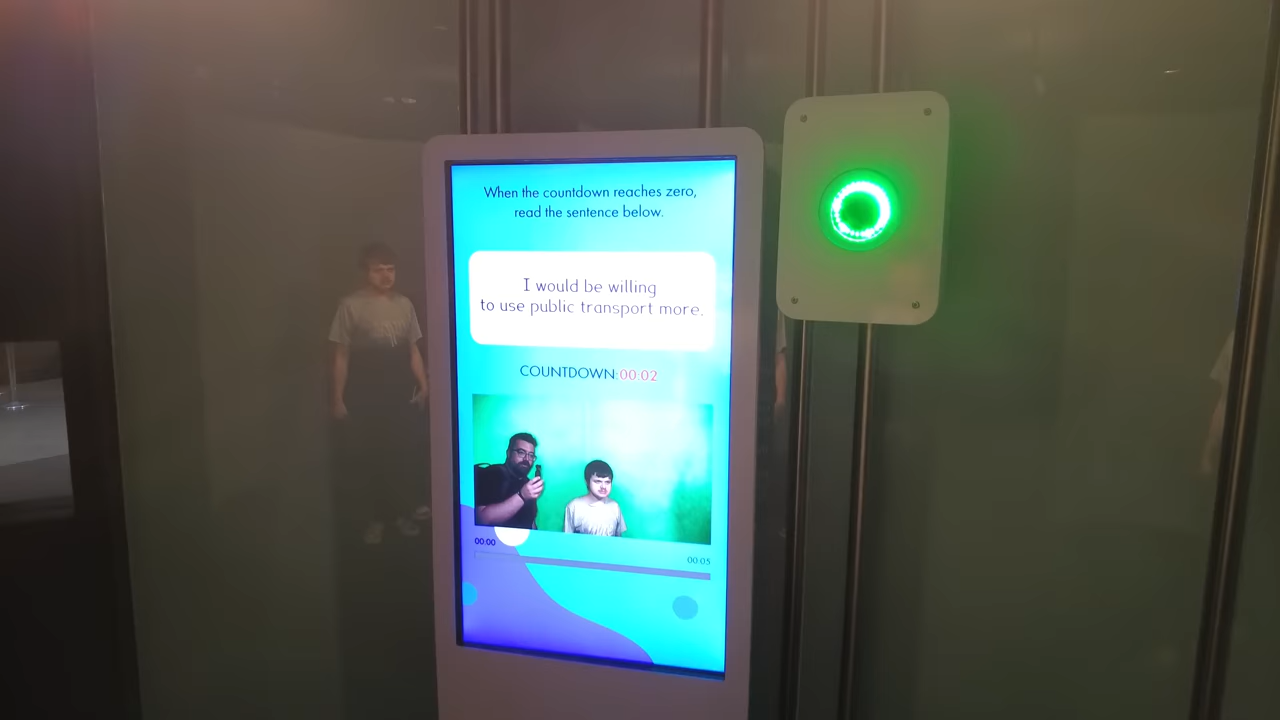 When the countdown reaches zero,
read the sentence below.
I would be willing
to use public transport more.
COUNTDOWN: 00:02
00:00
00:05